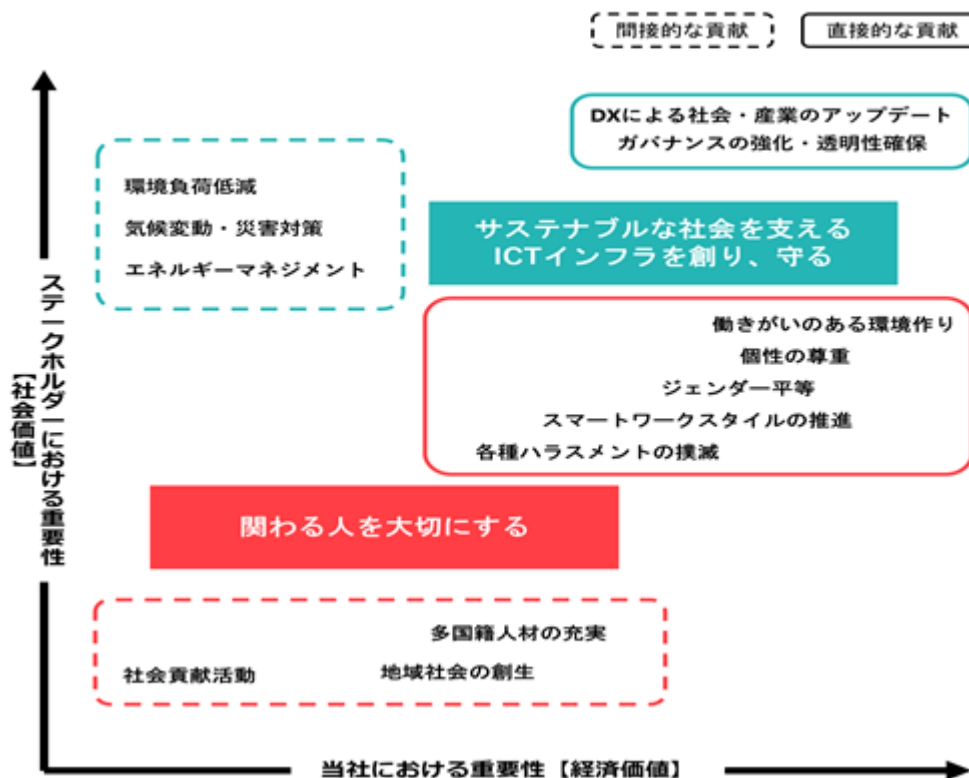 間接的な貢献
直接的な貢献
DXによる社会・産業のアップデート
ガバナンスの強化・透明性確保
環境負荷低減
気候変動・災害対策
エネルギーマネジメント
サステナブルな社会を支える
ICTインフラを創り、守る
働きがいのある環境作り
個性の尊重
ジェンダー平等
スマートワークスタイルの推進
各種ハラスメントの撲滅
ステークホルダーにおける重要性
【社会価値】
関わる人を大切にする
多国籍人材の充実
社会貢献活動
地域社会の創生
当社における重要性【経済価値】